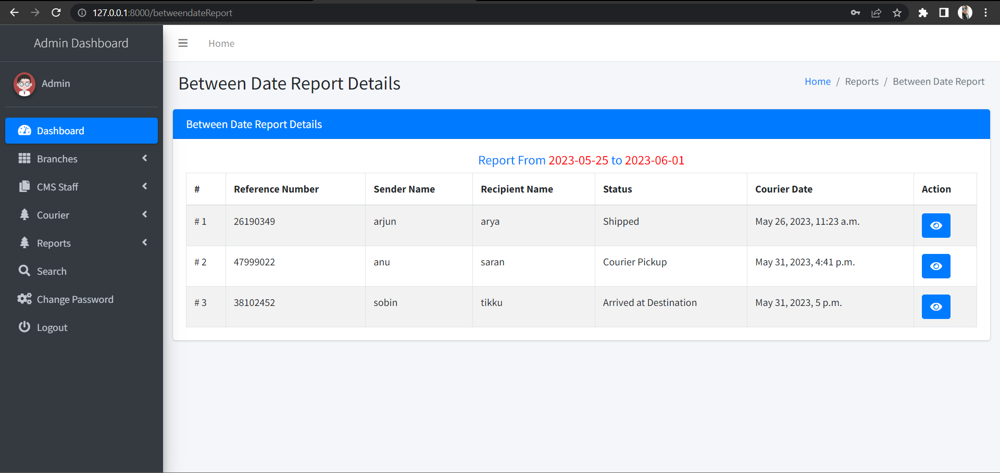 127.0.0.1:8000/betweendateReport
Admin Dashboard
Home
Admin
Between Date Report Details
Home / Reports / Between Date Report
Dashboard
Branches
CMS Staff
Courier
Reports
Search
Change Password
Logout
Between Date Report Details
Report From 2023-05-25 to 2023-06-01
# Reference Number Sender Name Recipient Name Status Courier Date Action
# 1 26190349 arjun arya Shipped May 26, 2023, 11:23 a.m.
# 2 47999022 anu saran Courier Pickup May 31, 2023, 4:41 p.m.
# 3 38102452 sobin tikku Arrived at Destination May 31, 2023, 5 p.m.